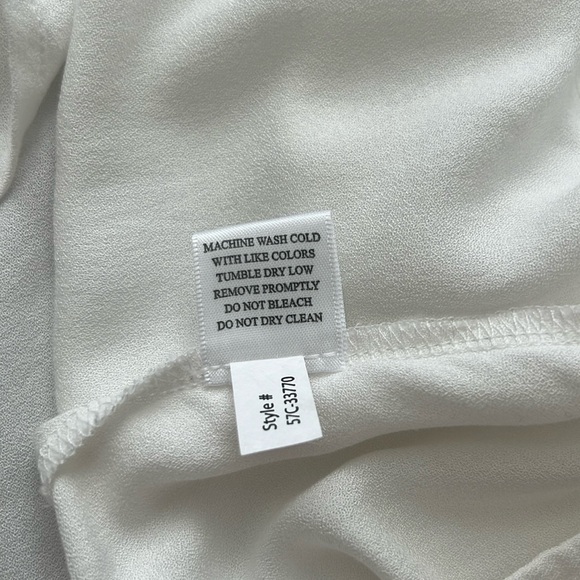 MACHINE WASH COLD
WITH LIKE COLORS
TUMBLE DRY LOW
REMOVE PROMPTLY
DO NOT BLEACH
DO NOT DRY CLEAN
Style #
57C-33770